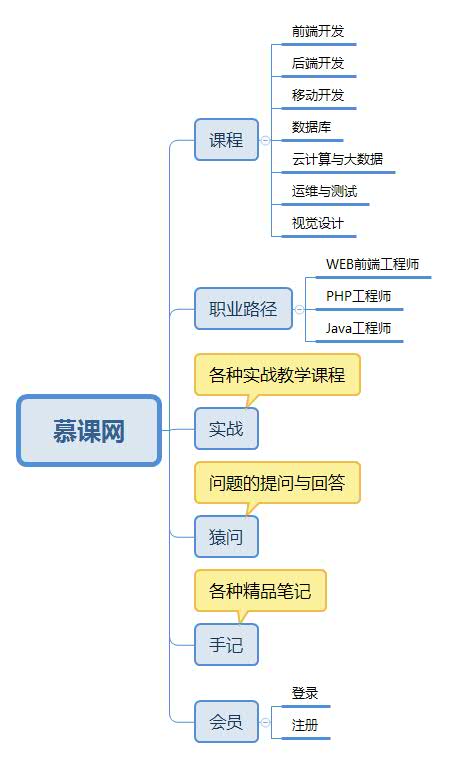 慕课网
课程
前端开发
后端开发
移动开发
数据库
云计算与大数据
运维与测试
视觉设计
职业路径
WEB前端工程师
PHP工程师
Java工程师
各种实战教学课程
实战
问题的提问与回答
猿问
各种精品笔记
手记
会员
登录
注册